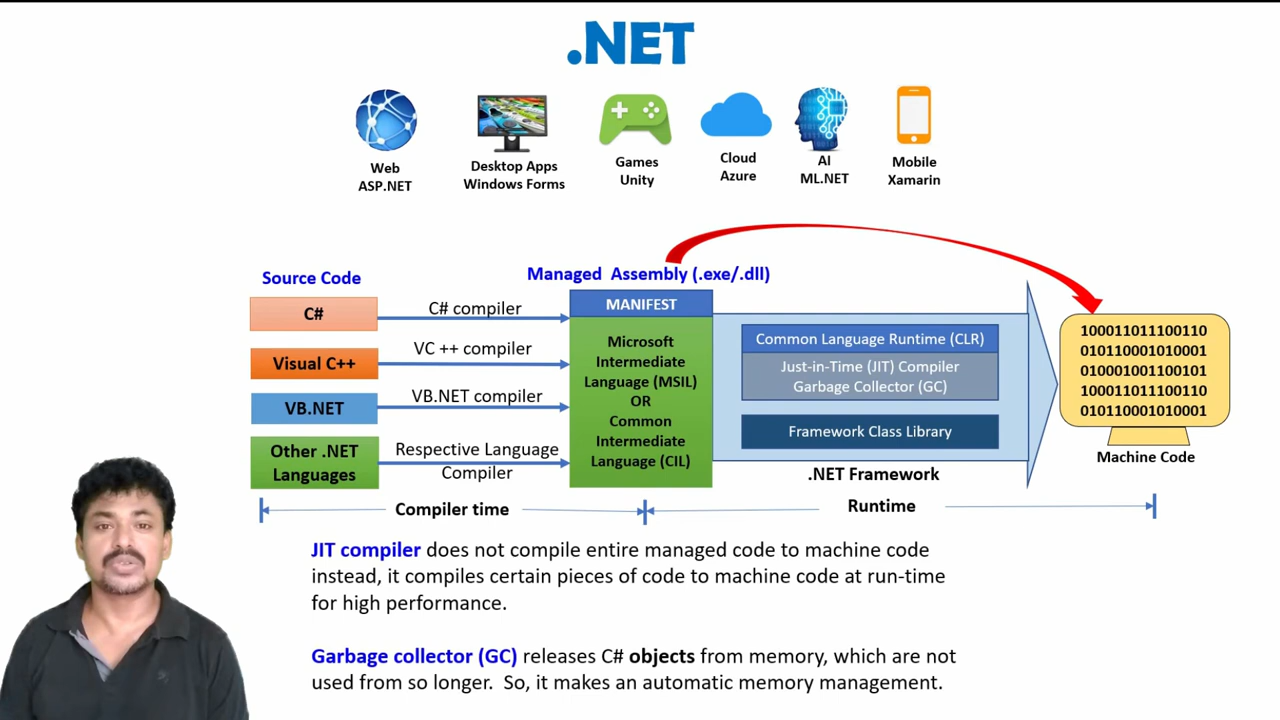 .NET
Web
ASP.NET
Desktop Apps
Windows Forms
Games
Unity
Cloud
Azure
AI
ML.NET
Mobile
Xamarin
Source Code
Managed Assembly (.exe/.dll)
C#
C# compiler
Visual C++
VC ++ compiler
VB.NET
VB.NET compiler
Other .NET
Languages
Respective Language
Compiler
MANIFEST
Microsoft
Intermediate
Language (MSIL)
OR
Common
Intermediate
Language (CIL)
Common Language Runtime (CLR)
Just-in-Time (JIT) Compiler
Garbage Collector (GC)
Framework Class Library
.NET Framework
100011011100110
010110001010001
010001001100101
100011011100110
010110001010001
Machine Code
Compiler time
Runtime
JIT compiler does not compile entire managed code to machine code
instead, it compiles certain pieces of code to machine code at run-time
for high performance.
Garbage collector (GC) releases C# objects from memory, which are not
used from so longer. So, it makes an automatic memory management.